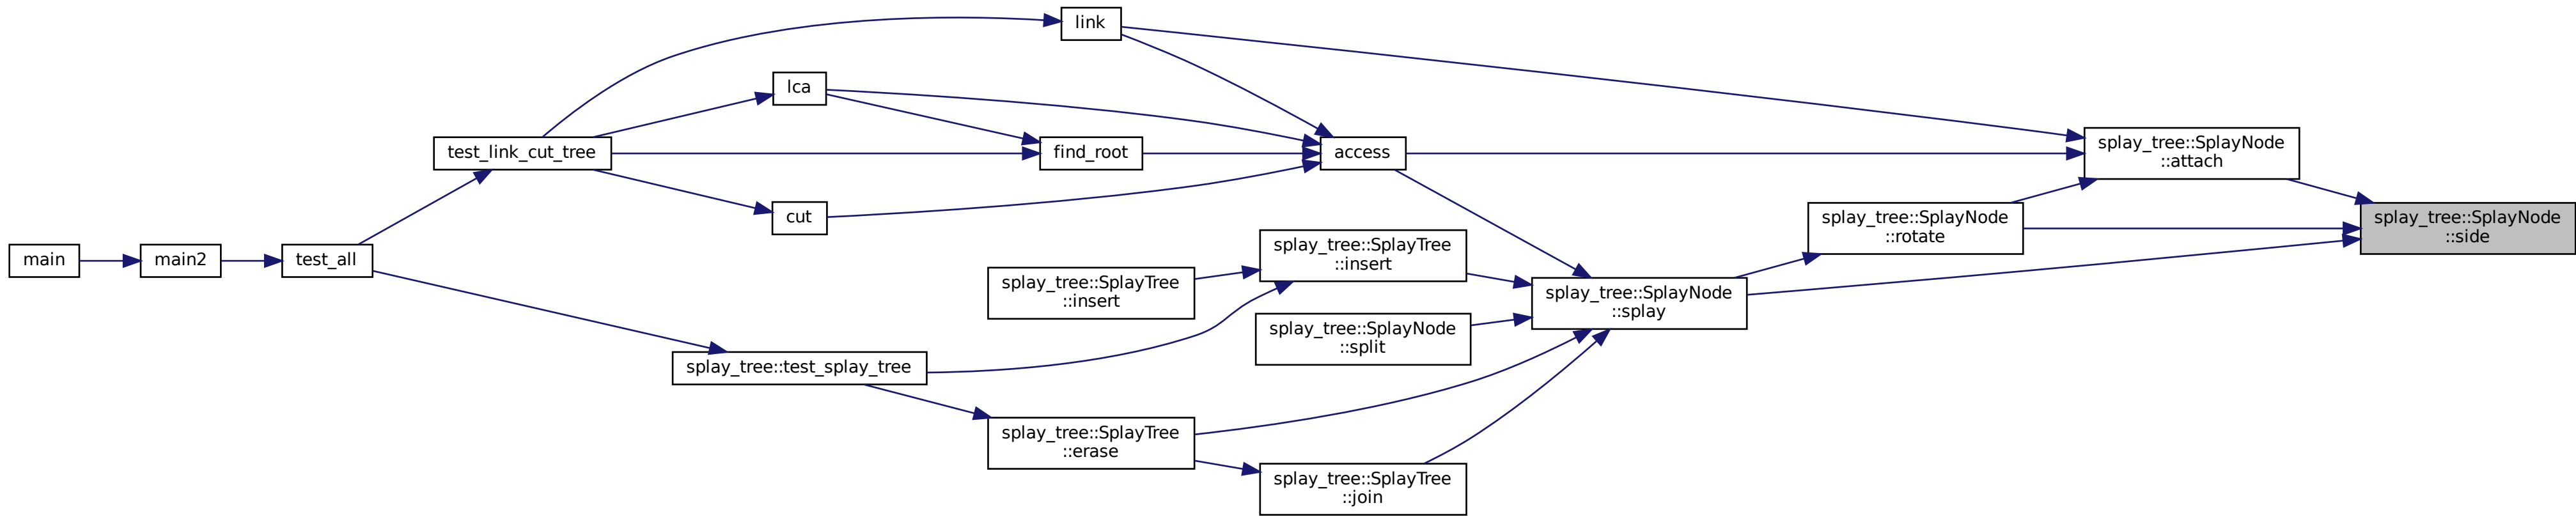 link
lca
test_link_cut_tree
find_root
access
splay_tree::SplayNode
::attach
cut
splay_tree::SplayNode
::rotate
splay_tree::SplayNode
::side
main
main2
test_all
splay_tree::SplayTree
::insert
splay_tree::SplayTree
::insert
splay_tree::SplayNode
::splay
splay_tree::SplayNode
::split
splay_tree::test_splay_tree
splay_tree::SplayTree
::erase
splay_tree::SplayTree
::join